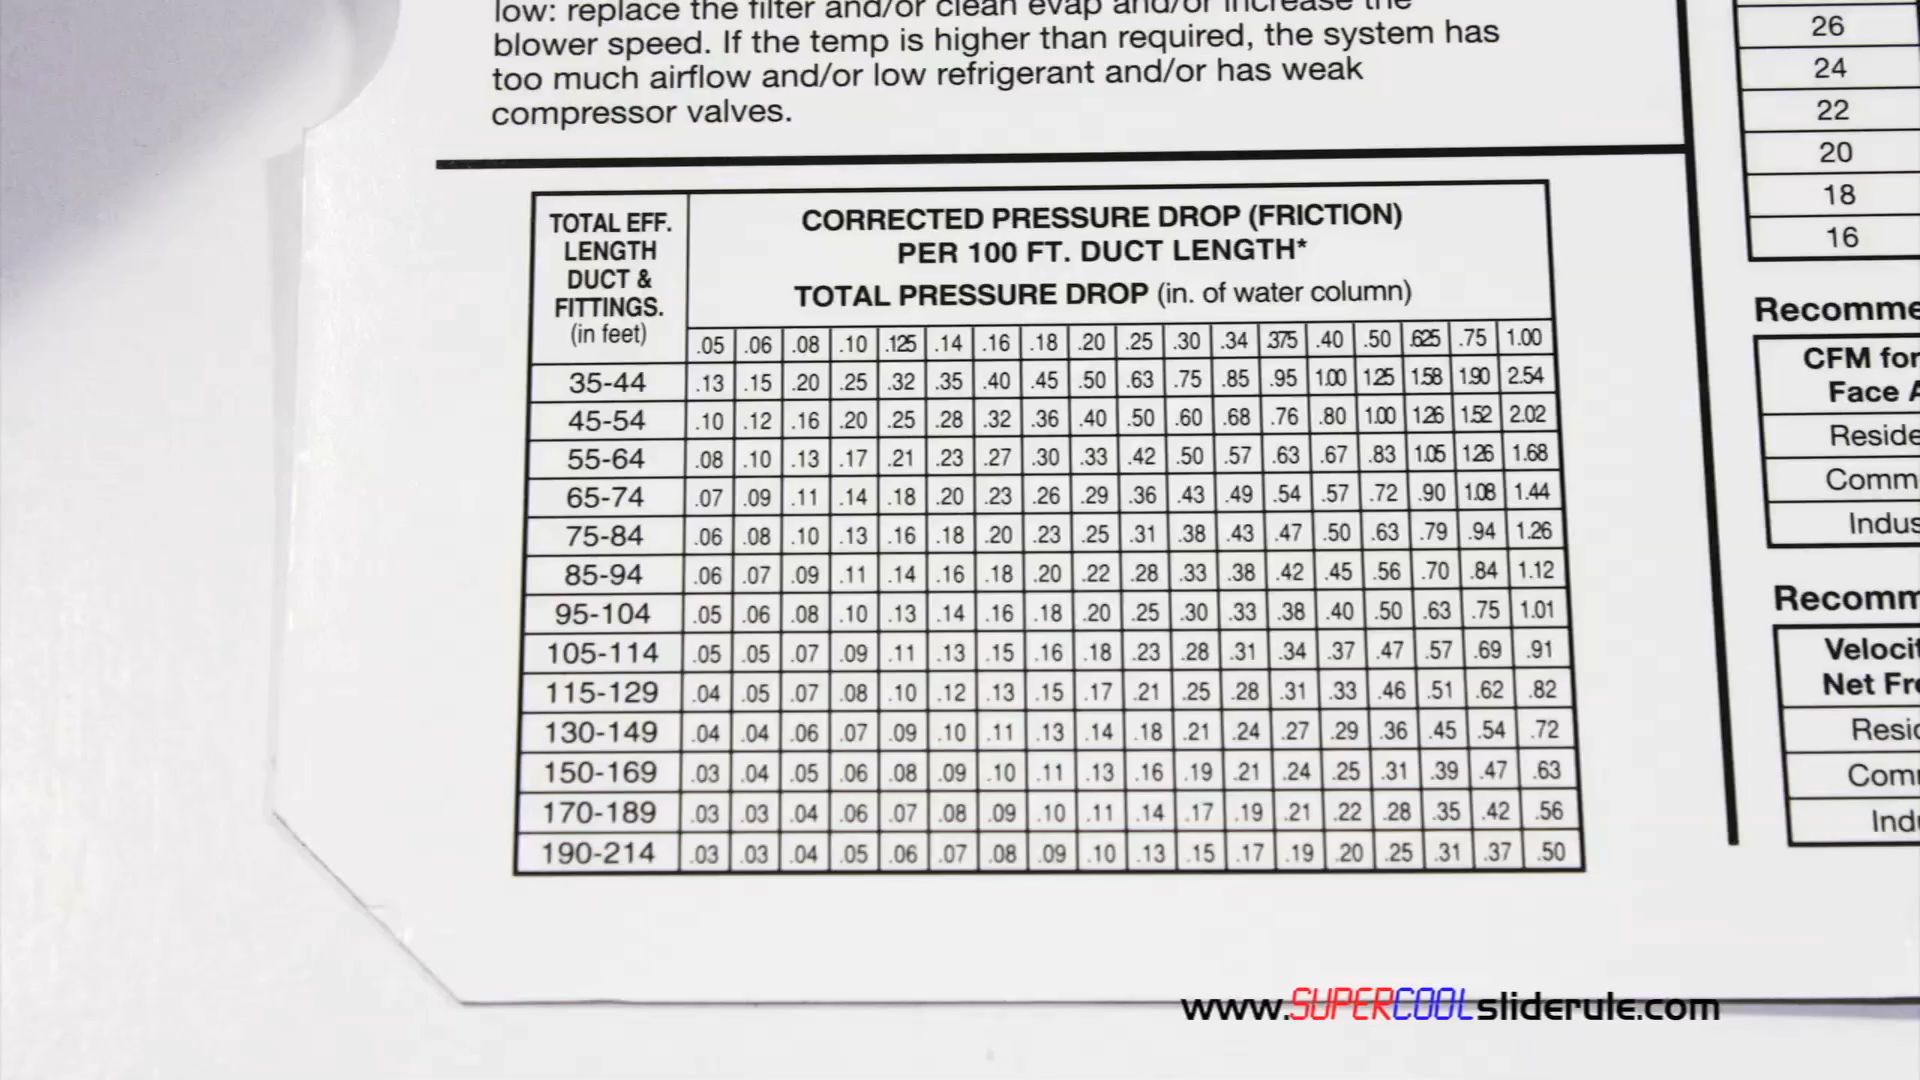 low: replace the filter and/or clean evap and/or increase the
blower speed. If the temp is higher than required, the system has
too much airflow and/or low refrigerant and/or has weak
compressor valves.
TOTAL EFF.
LENGTH
DUCT &
FITTINGS.
(in feet)
CORRECTED PRESSURE DROP (FRICTION)
PER 100 FT. DUCT LENGTH*
TOTAL PRESSURE DROP (in. of water column)
.05 .06 .08 .10 .125 .14 .16 .18 .20 .25 .30 .34 .375 .40 .50 .625 .75 1.00
35-44 .13 .15 .20 .25 .32 .35 .40 .45 .50 .63 .75 .85 .95 1.00 1.25 1.58 1.90 2.54
45-54 .10 .12 .16 .20 .25 .28 .32 .36 .40 .50 .60 .68 .76 .80 1.00 1.26 1.52 2.02
55-64 .08 .10 .13 .17 .21 .23 .27 .30 .33 .42 .50 .57 .63 .67 .83 1.05 1.26 1.68
65-74 .07 .09 .11 .14 .18 .20 .23 .26 .29 .36 .43 .49 .54 .57 .72 .90 1.08 1.44
75-84 .06 .08 .10 .13 .16 .18 .20 .23 .25 .31 .38 .43 .47 .50 .63 .79 .94 1.26
85-94 .06 .07 .09 .11 .14 .16 .18 .20 .22 .28 .33 .38 .42 .45 .56 .70 .84 1.12
95-104 .05 .06 .08 .10 .13 .14 .16 .18 .20 .25 .30 .33 .38 .40 .50 .63 .75 1.01
105-114 .05 .05 .07 .09 .11 .13 .15 .16 .18 .23 .28 .31 .34 .37 .47 .57 .69 .91
115-129 .04 .05 .07 .08 .10 .12 .13 .15 .17 .21 .25 .28 .31 .33 .46 .51 .62 .82
130-149 .04 .04 .06 .07 .09 .10 .11 .13 .14 .18 .21 .24 .27 .29 .36 .45 .54 .72
150-169 .03 .04 .05 .06 .08 .09 .10 .11 .13 .16 .19 .21 .24 .25 .31 .39 .47 .63
170-189 .03 .03 .04 .06 .07 .08 .09 .10 .11 .14 .17 .19 .21 .22 .28 .35 .42 .56
190-214 .03 .03 .04 .05 .06 .07 .08 .09 .10 .13 .15 .17 .19 .20 .25 .31 .37 .50
26
24
22
20
18
16
Recomme
CFM for
Face A
Reside
Comm
Indus
Recomm
Velocit
Net Fre
Resid
Comm
Indu
www.SUPERCOOLsliderule.com